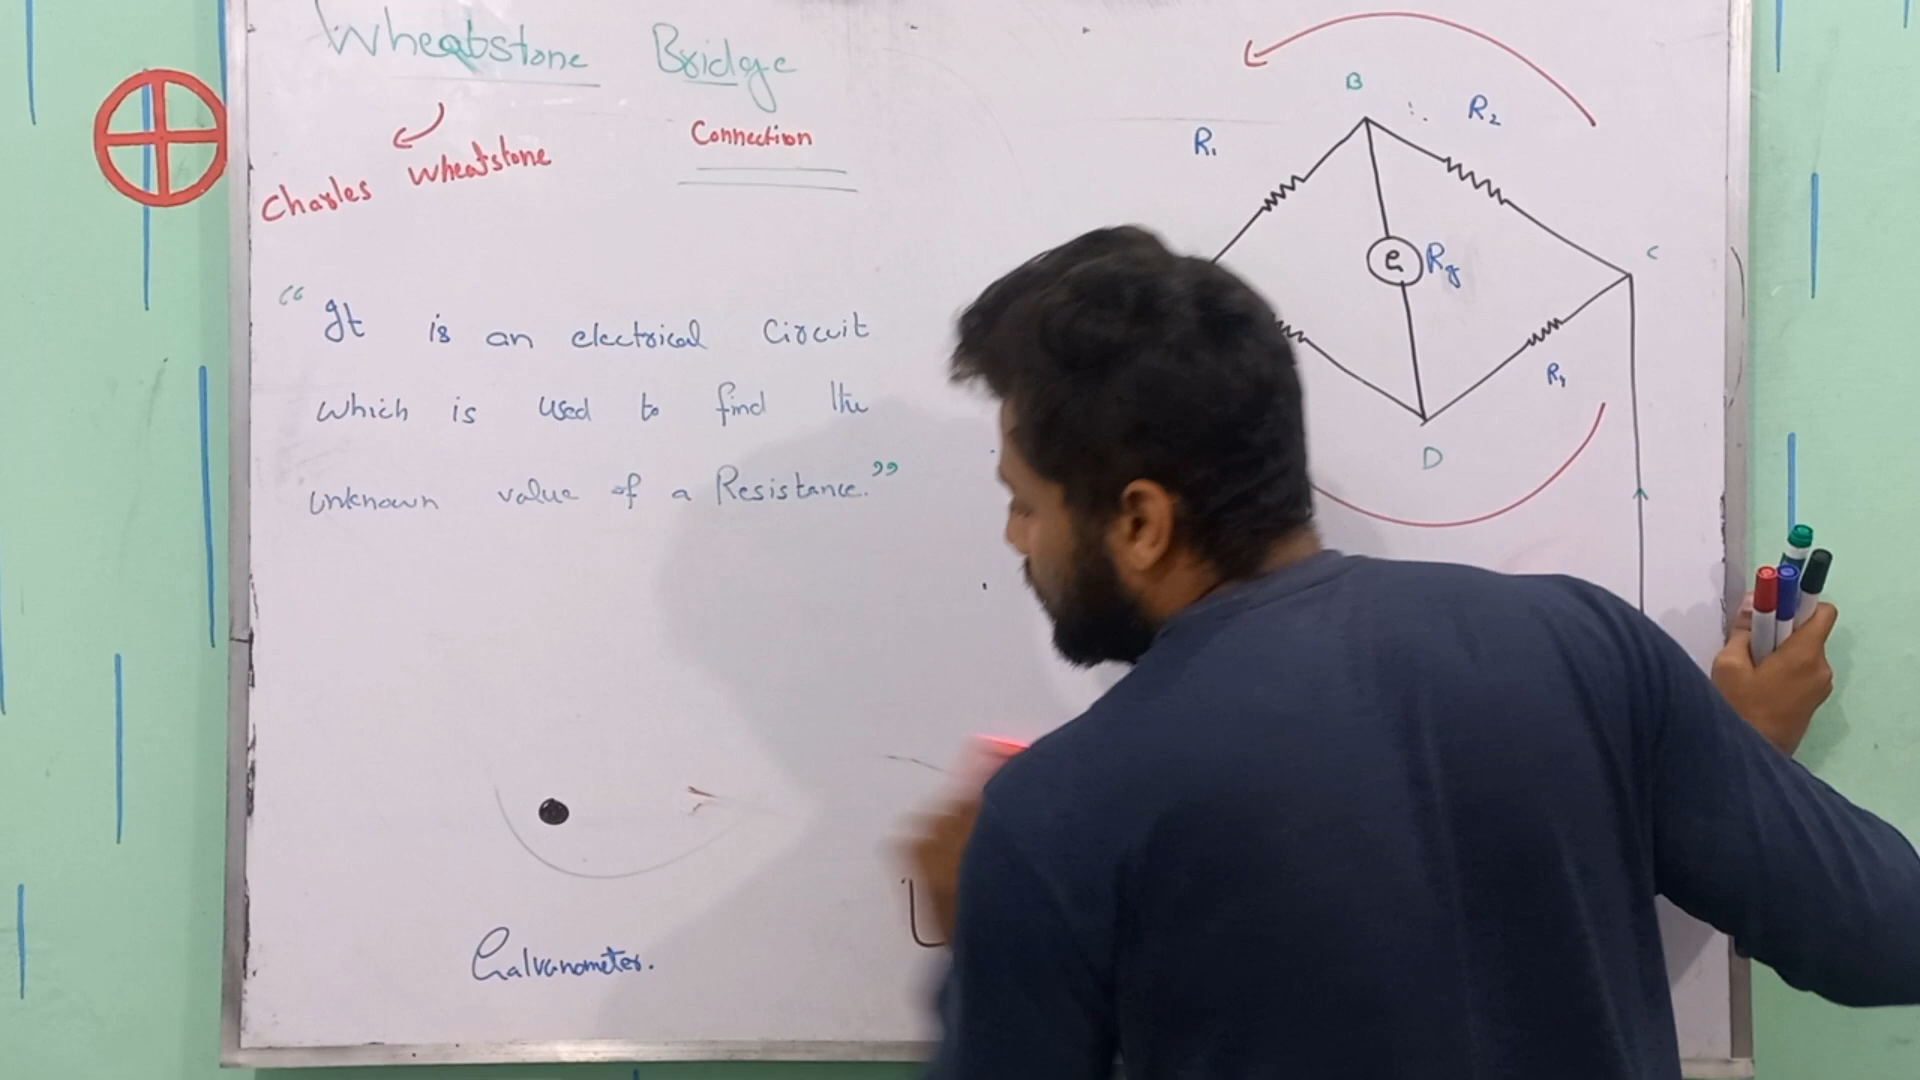 Wheatstone Bridge
Charles Wheatstone
Connection
“ It is an electrical circuit
which is used to find the
unknown value of a Resistance.”
Galvanometer.
B
R1
R2
G
Rg
C
D